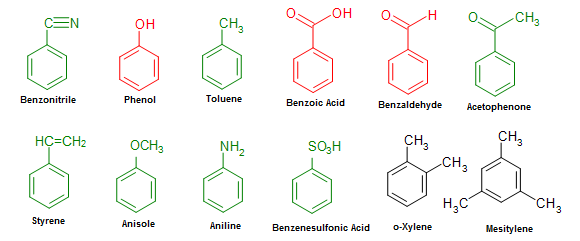 C≡N
OH
CH3
O OH
O H
O CH3
Benzonitrile
Phenol
Toluene
Benzoic Acid
Benzaldehyde
Acetophenone
HC=CH2
OCH3
NH2
SO3H
CH3
CH3
CH3
H3C
CH3
Styrene
Anisole
Aniline
Benzenesulfonic Acid
o-Xylene
Mesitylene